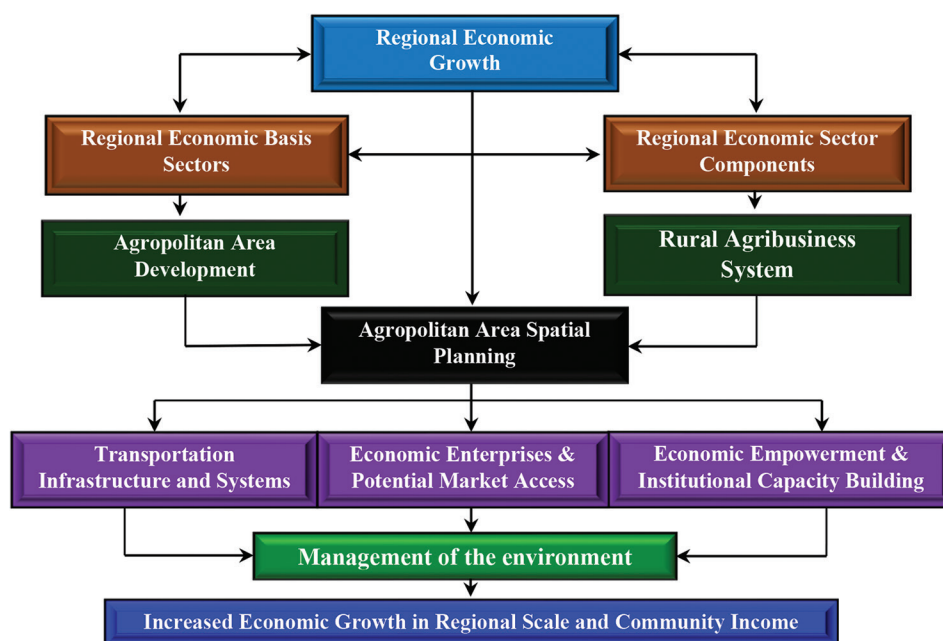 Regional Economic
Growth
Regional Economic Basis
Sectors
Regional Economic Sector
Components
Agropolitan Area
Development
Rural Agribusiness
System
Agropolitan Area Spatial
Planning
Transportation
Infrastructure and Systems
Economic Enterprises &
Potential Market Access
Economic Empowerment &
Institutional Capacity Building
Management of the environment
Increased Economic Growth in Regional Scale and Community Income